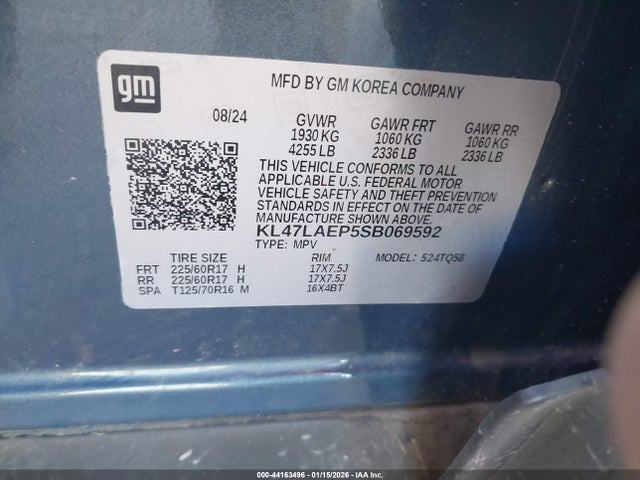 gm
MFD BY GM KOREA COMPANY
08/24 GVWR GAWR FRT GAWR RR
1930 KG 1060 KG 1060 KG
4255 LB 2336 LB 2336 LB
THIS VEHICLE CONFORMS TO ALL
APPLICABLE U.S. FEDERAL MOTOR
VEHICLE SAFETY AND THEFT PREVENTION
STANDARDS IN EFFECT ON THE DATE OF
MANUFACTURE SHOWN ABOVE.
KL47LAEP5SB069592
TYPE: MPV MODEL: 524TQ58
TIRE SIZE RIM
FRT 225/60R17 H 17X7.5J
RR 225/60R17 H 17X7.5J
SPA T125/70R16 M 16X4BT
000-44163496 - 01/15/2026 - IAA Inc.